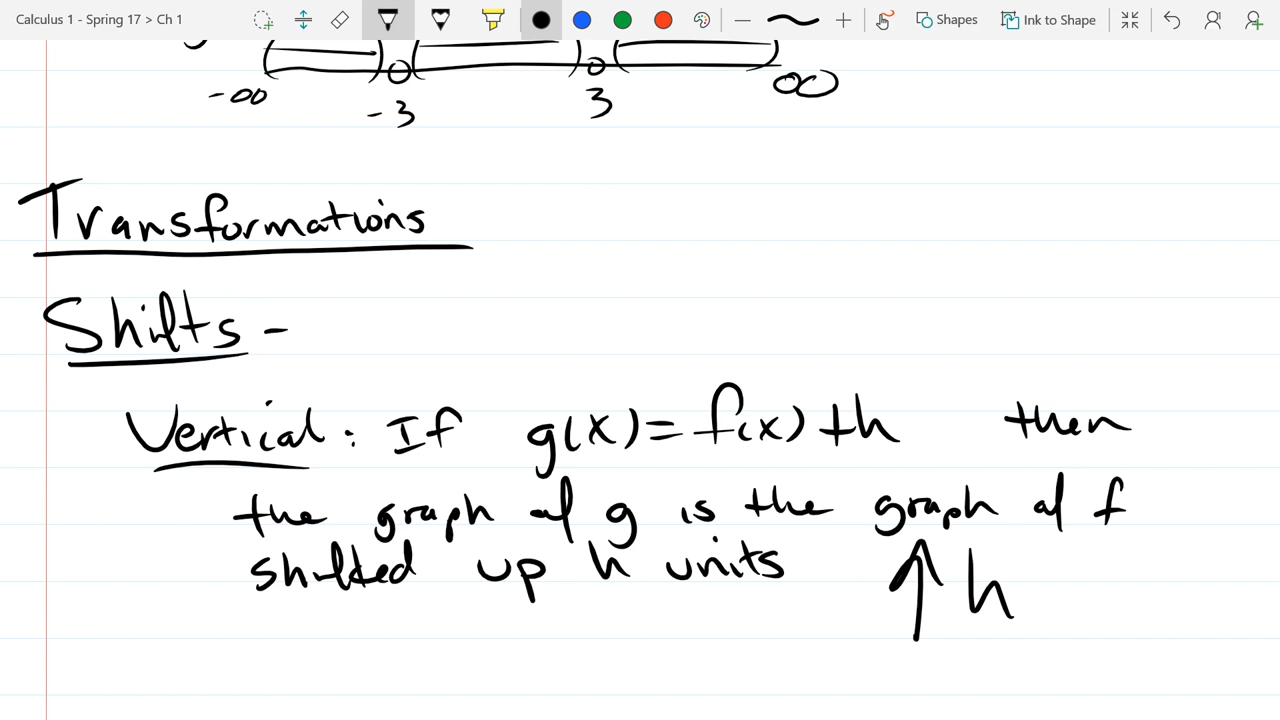 Calculus 1 - Spring 17 > Ch 1
Shapes
Ink to Shape
-∞ -3 3 ∞
Transformations
Shifts -
Vertical: If g(x) = f(x) + h then
the graph of g is the graph of f
shifted up h units ↑ h